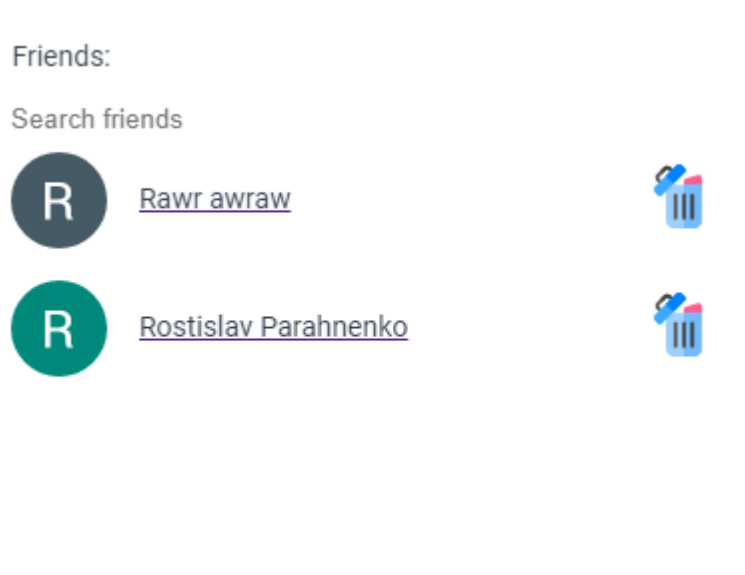 Friends:
Search friends
R
Rawr awraw
R
Rostislav Parahnenko